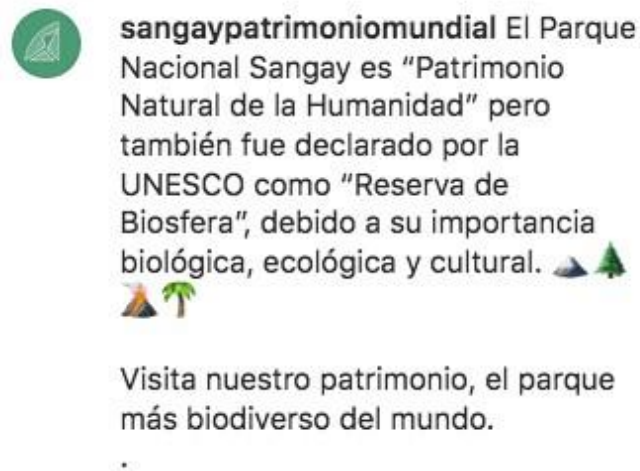 sangaypatrimoniomundial El Parque
Nacional Sangay es “Patrimonio
Natural de la Humanidad” pero
también fue declarado por la
UNESCO como “Reserva de
Biosfera”, debido a su importancia
biológica, ecológica y cultural. 🏔️🌲
🌋🌴
Visita nuestro patrimonio, el parque
más biodiverso del mundo.
.